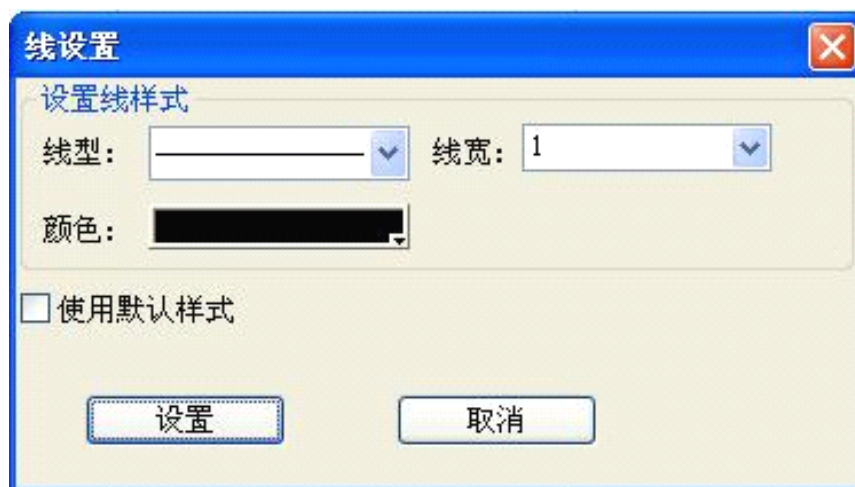 线设置
设置线样式
线型： 线宽： 1
颜色：
使用默认样式
设置 取消